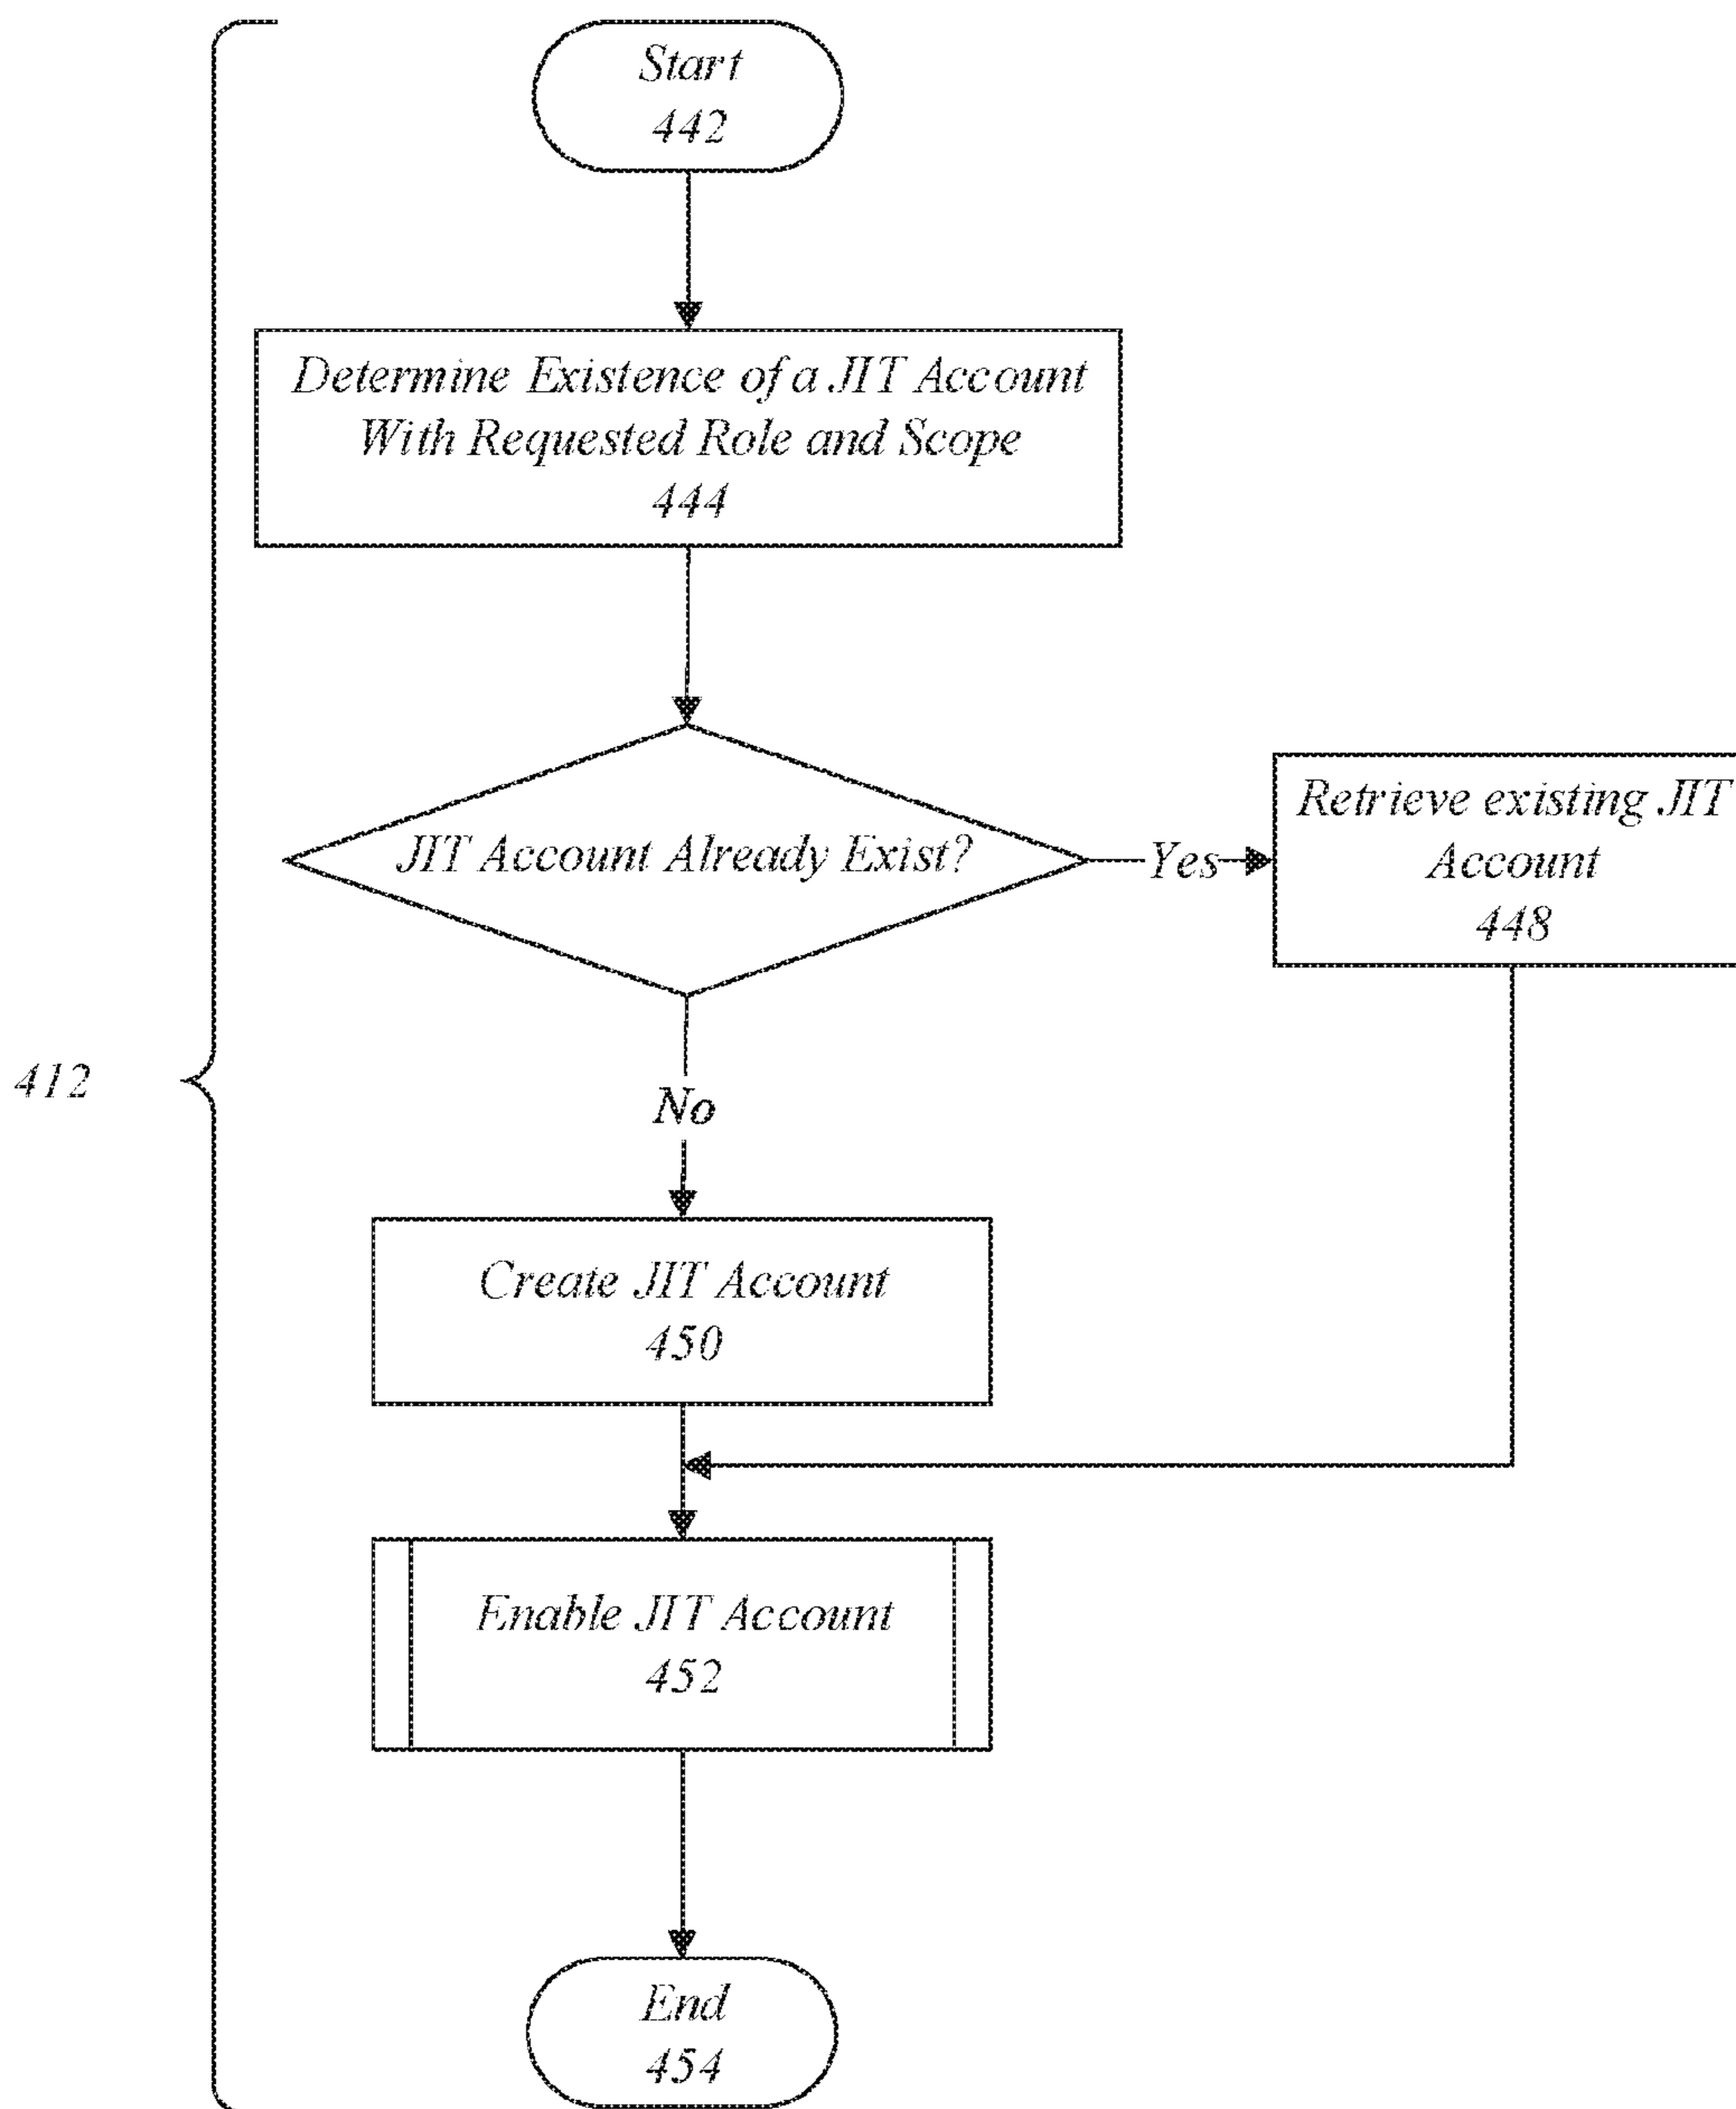 Start
442
Determine Existence of a JIT Account
With Requested Role and Scope
444
JIT Account Already Exist?
Yes
Retrieve existing JIT
Account
448
412
No
Create JIT Account
450
Enable JIT Account
452
End
454